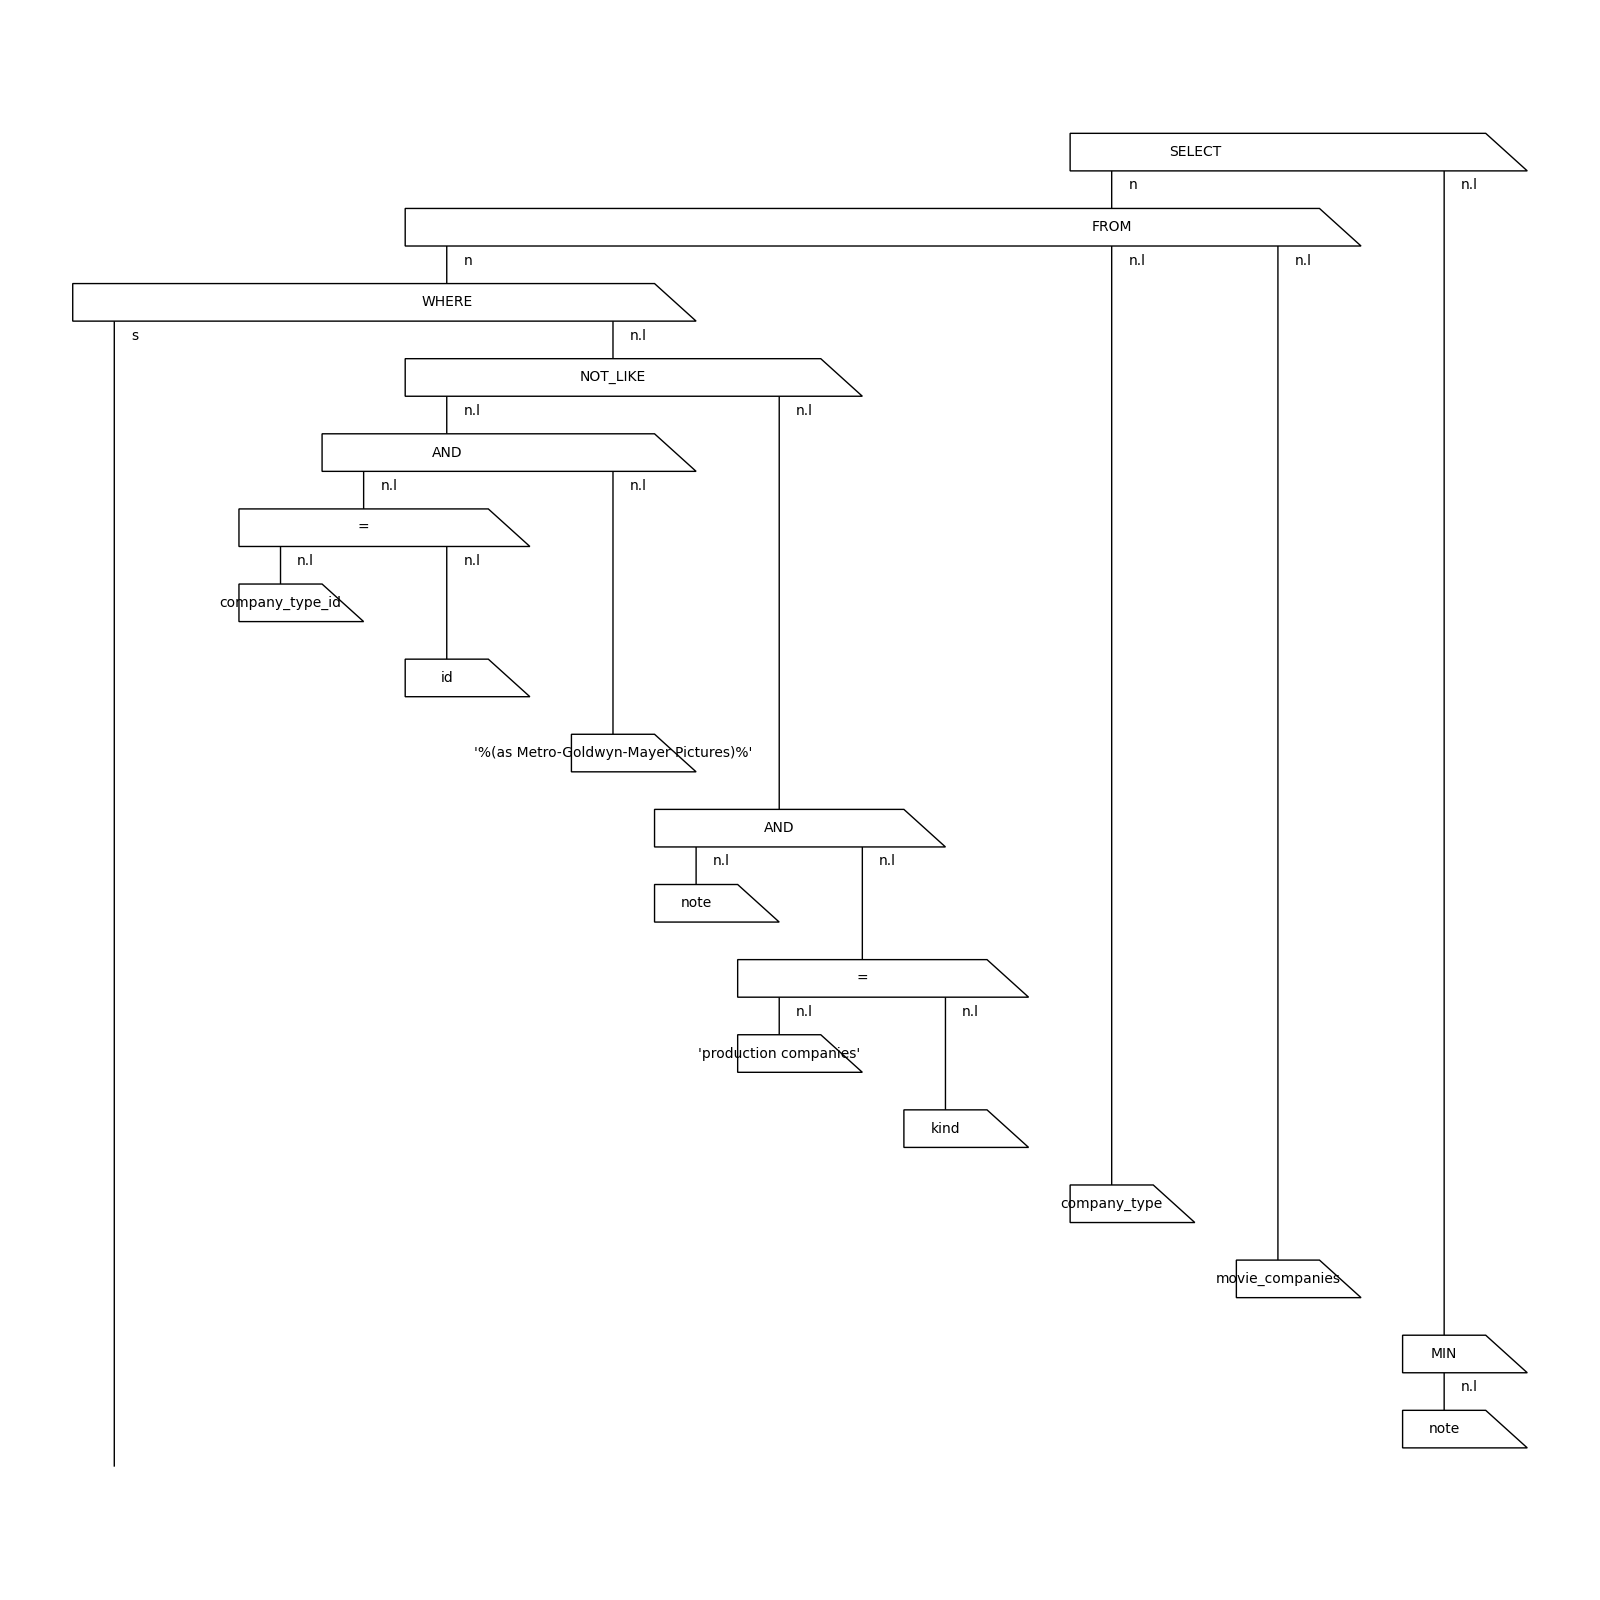 SELECT
n n.l
FROM
n n.l n.l
WHERE
s n.l
NOT_LIKE
n.l n.l
AND
n.l n.l
=
n.l n.l
company_type_id
id
'%(as Metro-Goldwyn-Mayer Pictures)%'
AND
n.l n.l
note
=
n.l n.l
'production companies'
kind
company_type
movie_companies
MIN
n.l
note